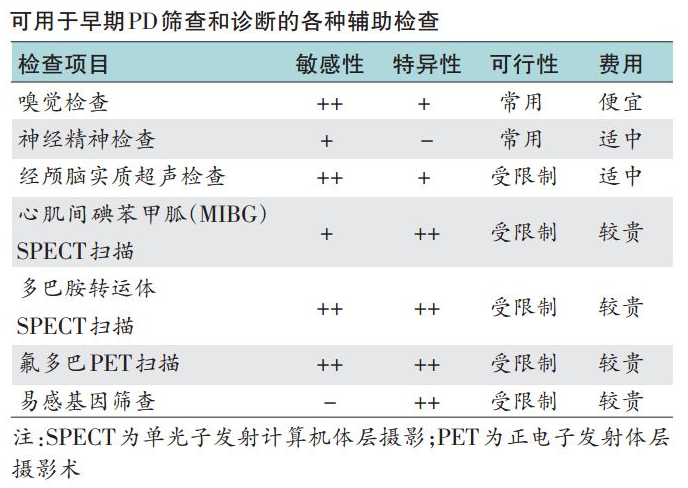 可用于早期PD筛查和诊断的各种辅助检查
检查项目 敏感性 特异性 可行性 费用
嗅觉检查 ++ + 常用 便宜
神经精神检查 + − 常用 适中
经颅脑实质超声检查 ++ + 受限制 适中
心肌间碘苯甲胍(MIBG)
SPECT扫描 + ++ 受限制 较贵
多巴胺转运体
SPECT扫描 ++ ++ 受限制 较贵
氟多巴PET扫描 ++ ++ 受限制 较贵
易感基因筛查 − ++ 受限制 较贵
注:SPECT为单光子发射计算机体层摄影;PET为正电子发射体层
摄影术